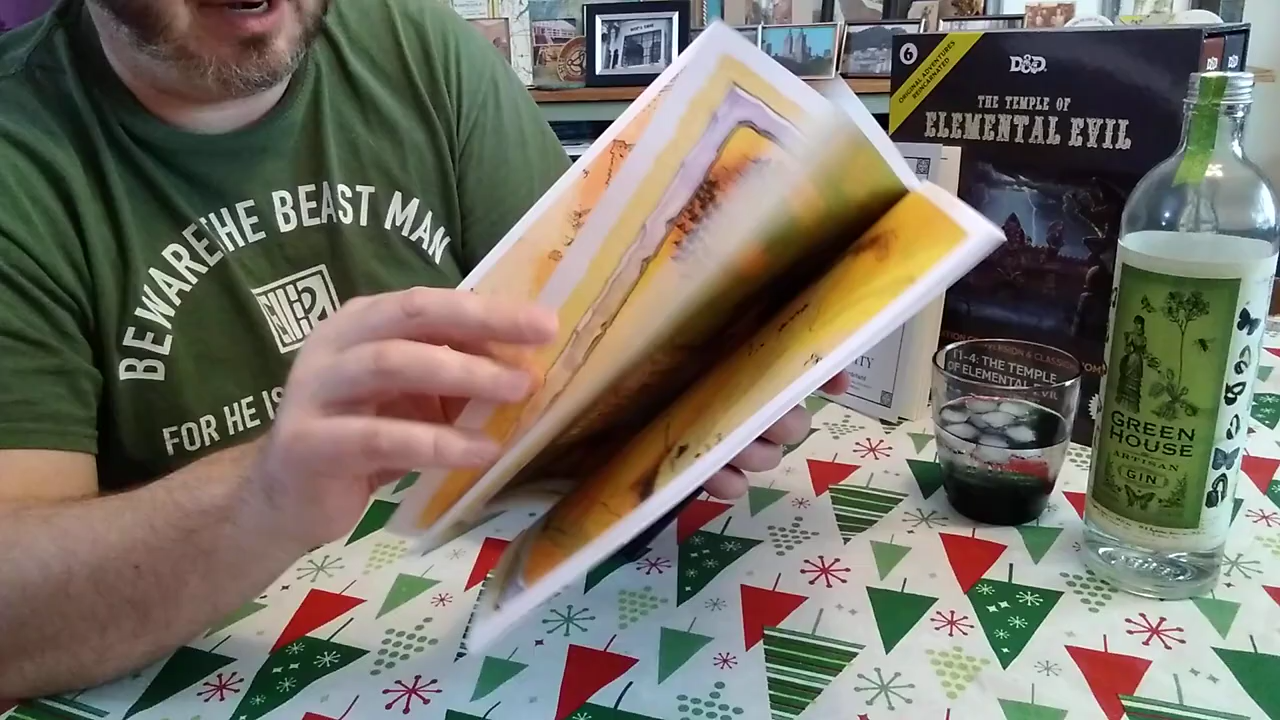 BEWARE THE BEAST MAN
FOR HE IS
6
ORIGINAL ADVENTURES
REINCARNATED
D&D
THE TEMPLE OF
ELEMENTAL EVIL
T1-4: THE TEMPLE
OF ELEMENTAL EVIL
GREEN
HOUSE
ARTISAN
GIN